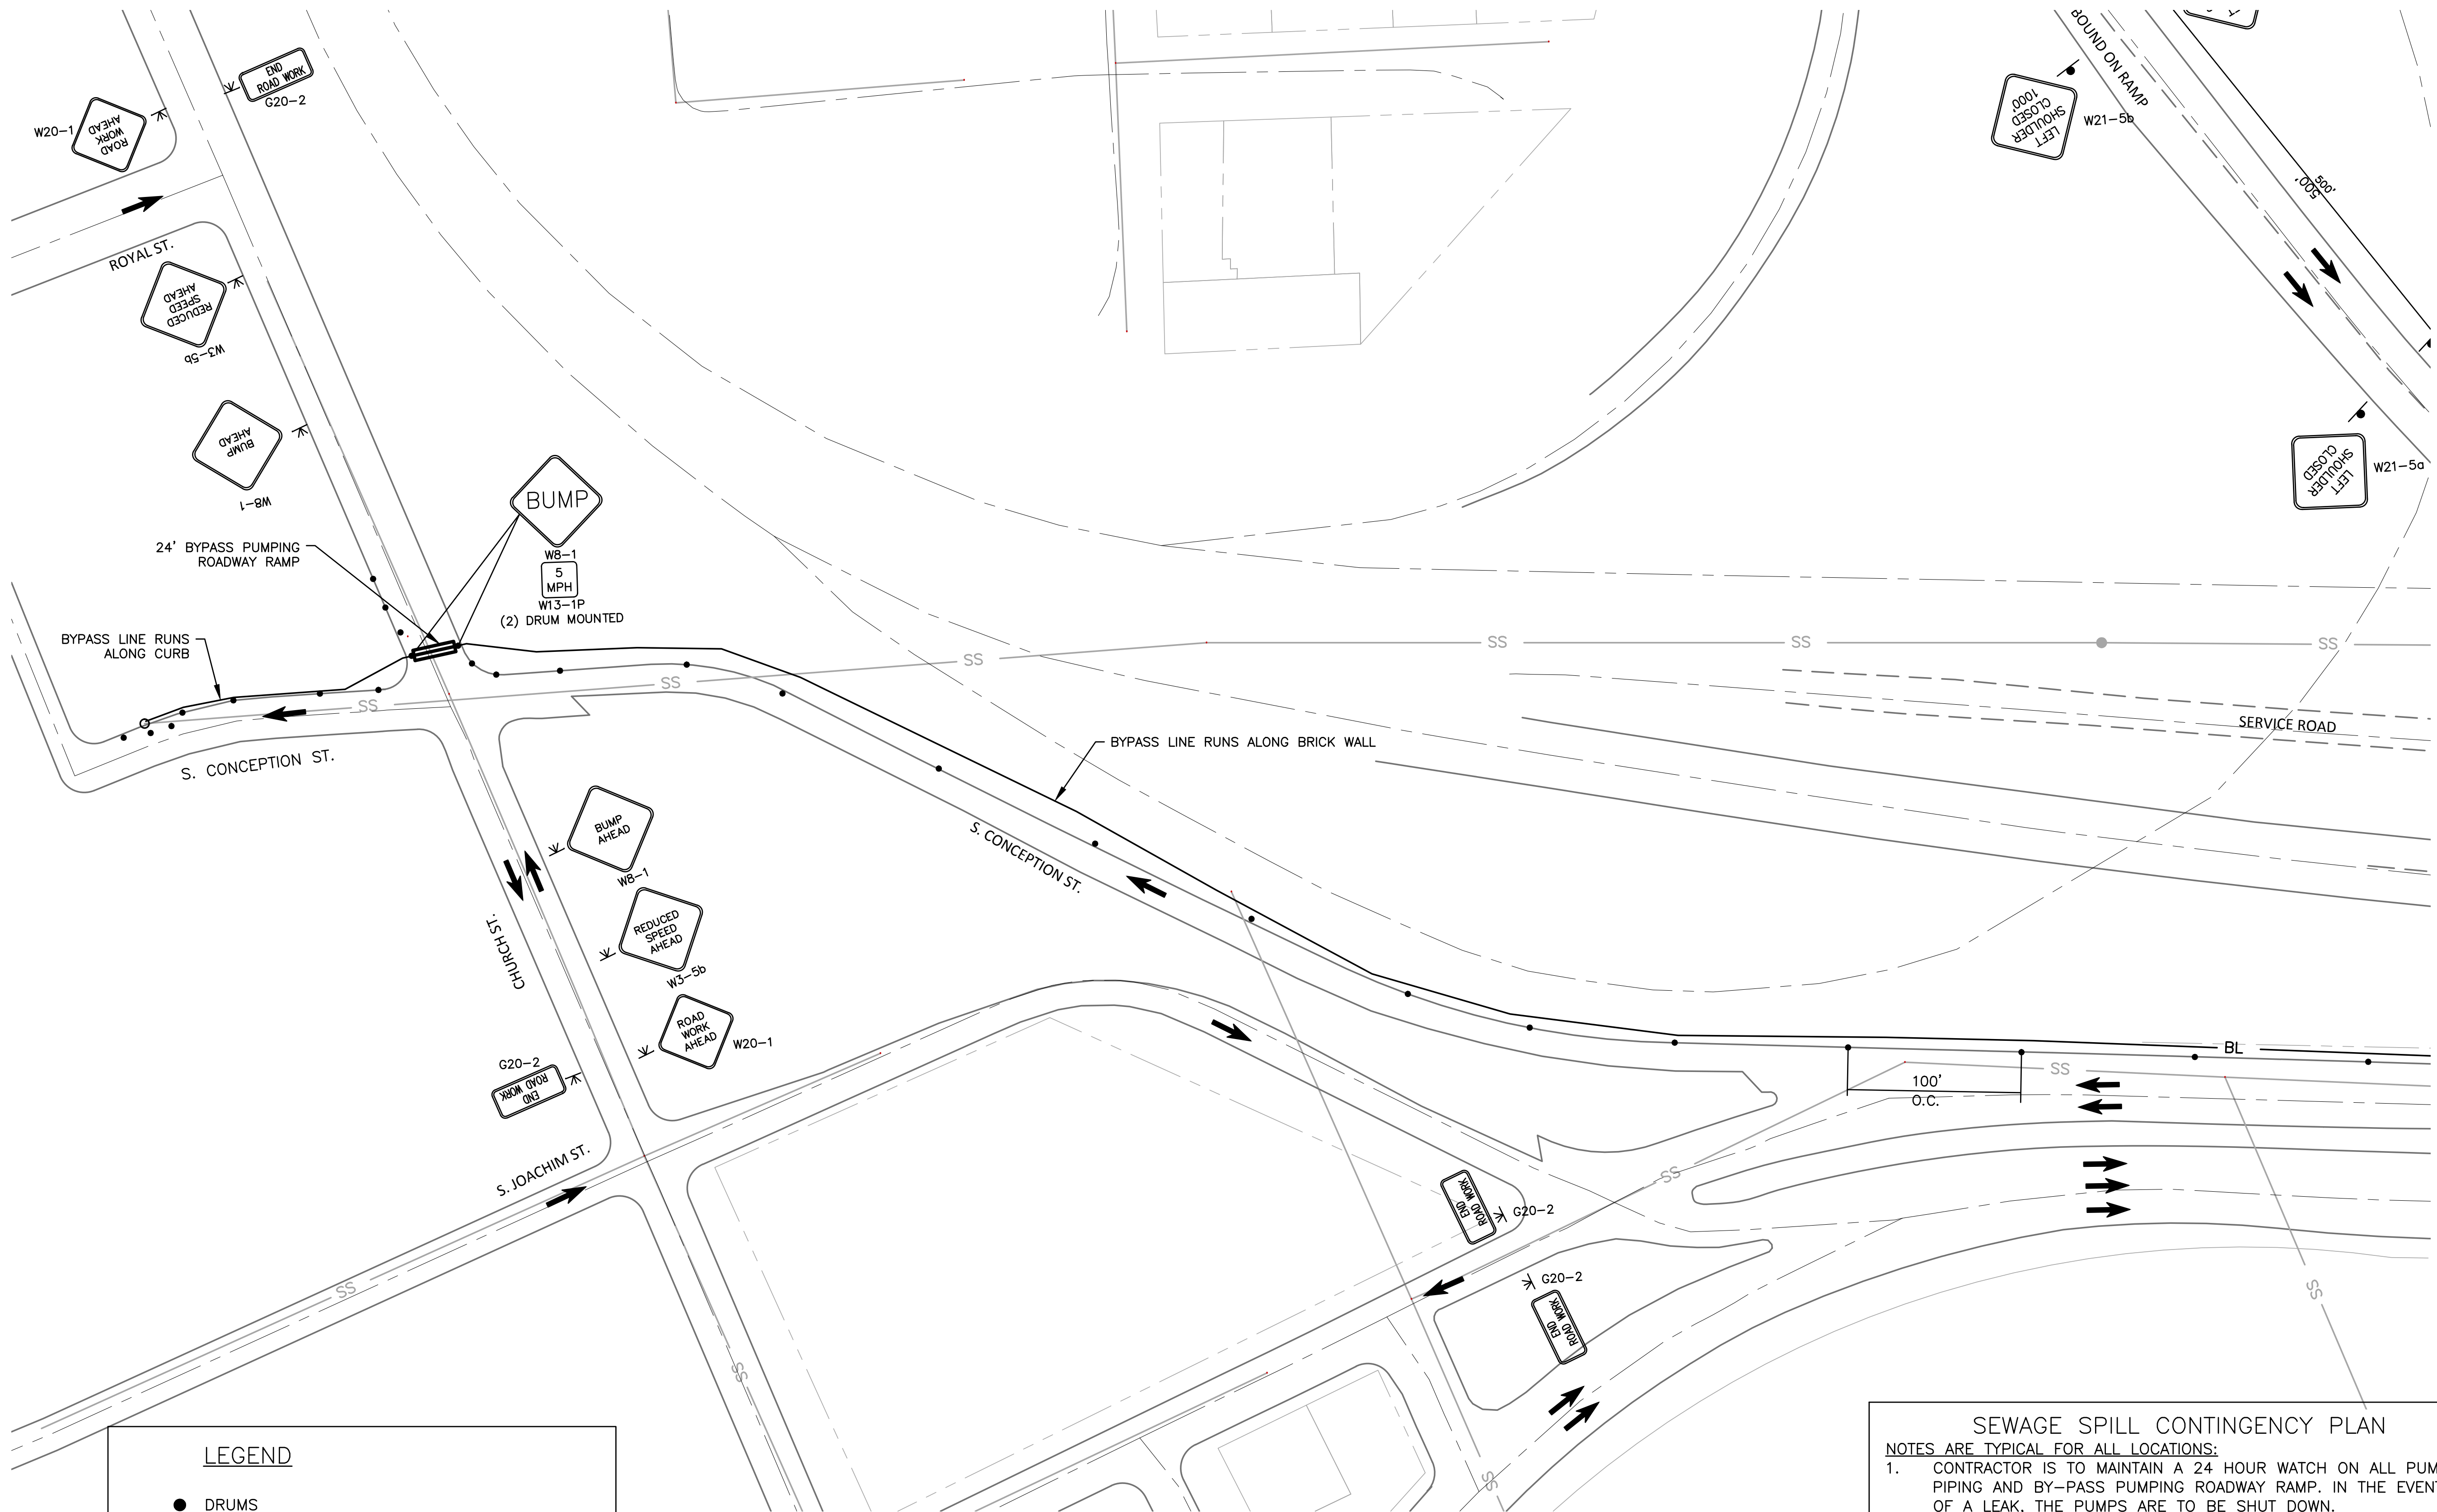 END
ROAD WORK
G20-2
W20-1
ROAD
WORK
AHEAD
ROYAL ST.
REDUCED
SPEED
AHEAD
W3-5b
BUMP
AHEAD
W8-1
24' BYPASS PUMPING
ROADWAY RAMP
BUMP
W8-1
5
MPH
W13-1P
(2) DRUM MOUNTED
BYPASS LINE RUNS
ALONG CURB
SS
SS
SS
SS
SS
SS
S. CONCEPTION ST.
BOUND ON RAMP
LEFT
SHOULDER
CLOSED
1000'
W21-5b
500'
500'
LEFT
SHOULDER
CLOSED
W21-5a
SERVICE ROAD
BYPASS LINE RUNS ALONG BRICK WALL
S. CONCEPTION ST.
BUMP
AHEAD
W8-1
REDUCED
SPEED
AHEAD
W3-5b
ROAD
WORK
AHEAD
W20-1
CHURCH ST.
G20-2
END
ROAD WORK
S. JOACHIM ST.
BL
SS
100'
O.C.
SS
END
ROAD WORK
G20-2
G20-2
END
ROAD WORK
SS
SS
SS
SS
LEGEND
DRUMS
SEWAGE SPILL CONTINGENCY PLAN
NOTES ARE TYPICAL FOR ALL LOCATIONS:
1. CONTRACTOR IS TO MAINTAIN A 24 HOUR WATCH ON ALL PUM
PIPING AND BY-PASS PUMPING ROADWAY RAMP. IN THE EVENT
OF A LEAK, THE PUMPS ARE TO BE SHUT DOWN.